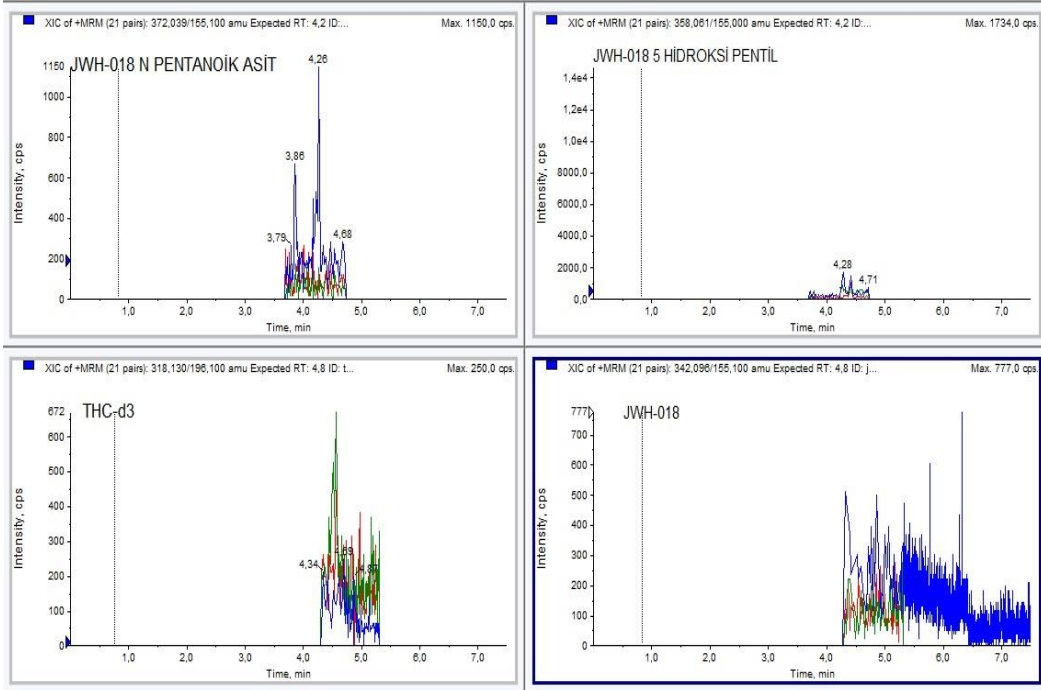 XIC of +MRM (21 pairs): 372,039/155,100 amu Expected RT: 4,2 ID:... Max. 1150,0 cps.
JWH-018 N PENTANOİK ASİT
1150
1000
800
600
400
200
0
Intensity, cps
4,26
3,86
3,79
4,68
1,0 2,0 3,0 4,0 5,0 6,0 7,0
Time, min
XIC of +MRM (21 pairs): 358,061/155,000 amu Expected RT: 4,2 ID:... Max. 1734,0 cps.
JWH-018 5 HİDROKSİ PENTİL
1,4e4
1,2e4
1,0e4
8000,0
6000,0
4000,0
2000,0
0,0
Intensity, cps
4,28
4,71
1,0 2,0 3,0 4,0 5,0 6,0 7,0
Time, min
XIC of +MRM (21 pairs): 318,130/196,100 amu Expected RT: 4,8 ID: t... Max. 250,0 cps.
THC-d3
672
600
500
400
300
200
100
0
Intensity, cps
4,34
4,69
1,0 2,0 3,0 4,0 5,0 6,0 7,0
Time, min
XIC of +MRM (21 pairs): 342,096/155,100 amu Expected RT: 4,8 ID: j... Max. 777,0 cps.
JWH-018
777
700
600
500
400
300
200
100
0
Intensity, cps
1,0 2,0 3,0 4,0 5,0 6,0 7,0
Time, min